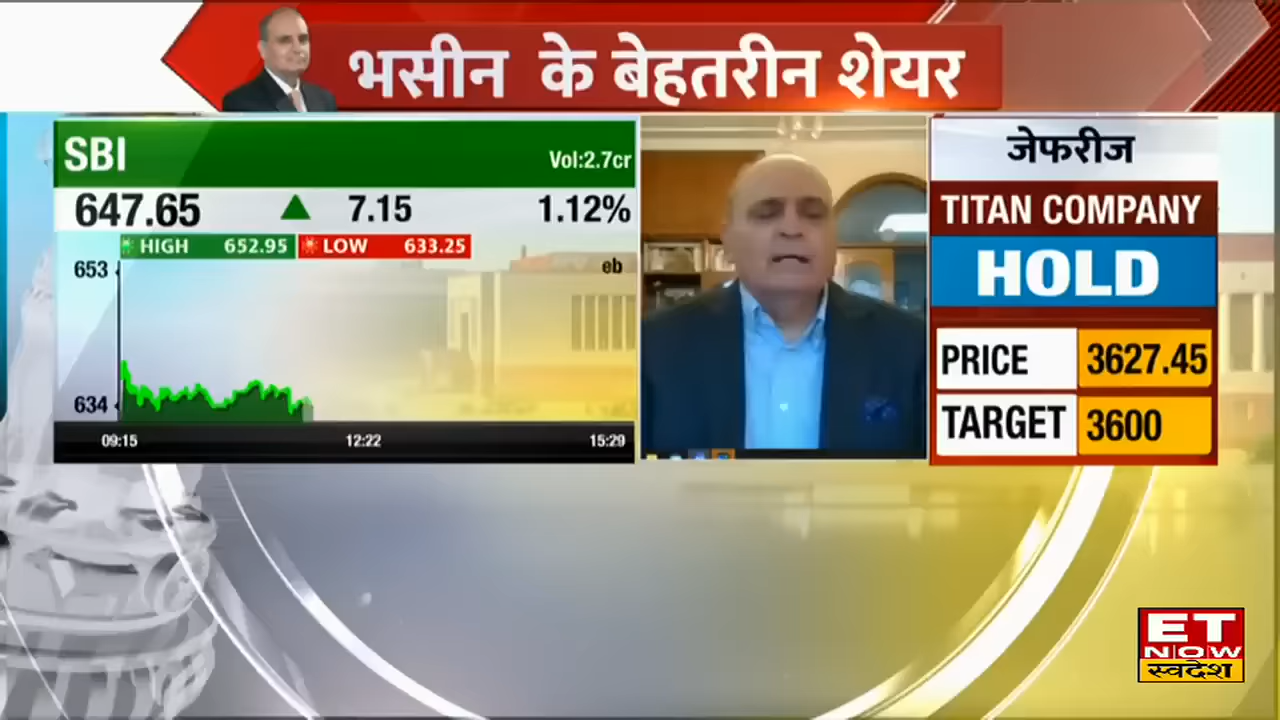 भसीन के बेहतरीन शेयर
SBI
Vol:2.7cr
647.65 ▲ 7.15 1.12%
HIGH 652.95 LOW 633.25
653
eb
634
09:15 12:22 15:29
जेफरीज
TITAN COMPANY
HOLD
PRICE 3627.45
TARGET 3600
ET
NOW
स्वदेश